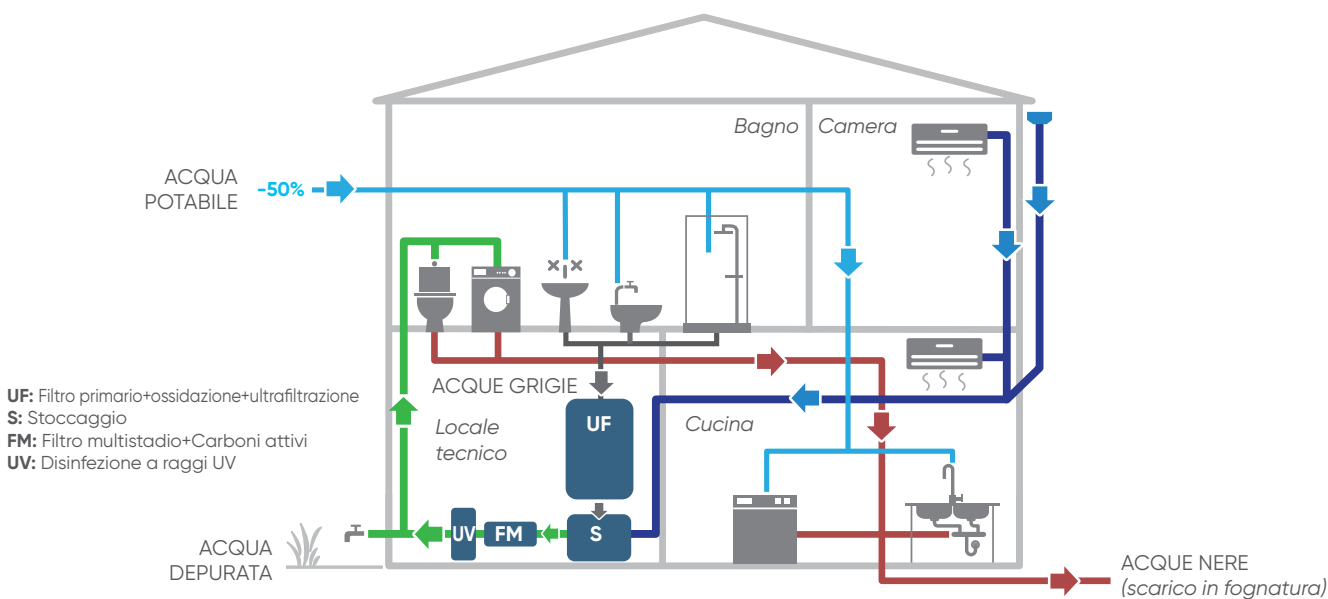 Bagno
Camera
ACQUA
POTABILE
-50%
ACQUE GRIGIE
UF: Filtro primario+ossidazione+ultrafiltrazione
S: Stoccaggio
FM: Filtro multistadio+Carboni attivi
UV: Disinfezione a raggi UV
Locale
tecnico
UF
Cucina
UV
FM
S
ACQUA
DEPURATA
ACQUE NERE
(scarico in fognatura)